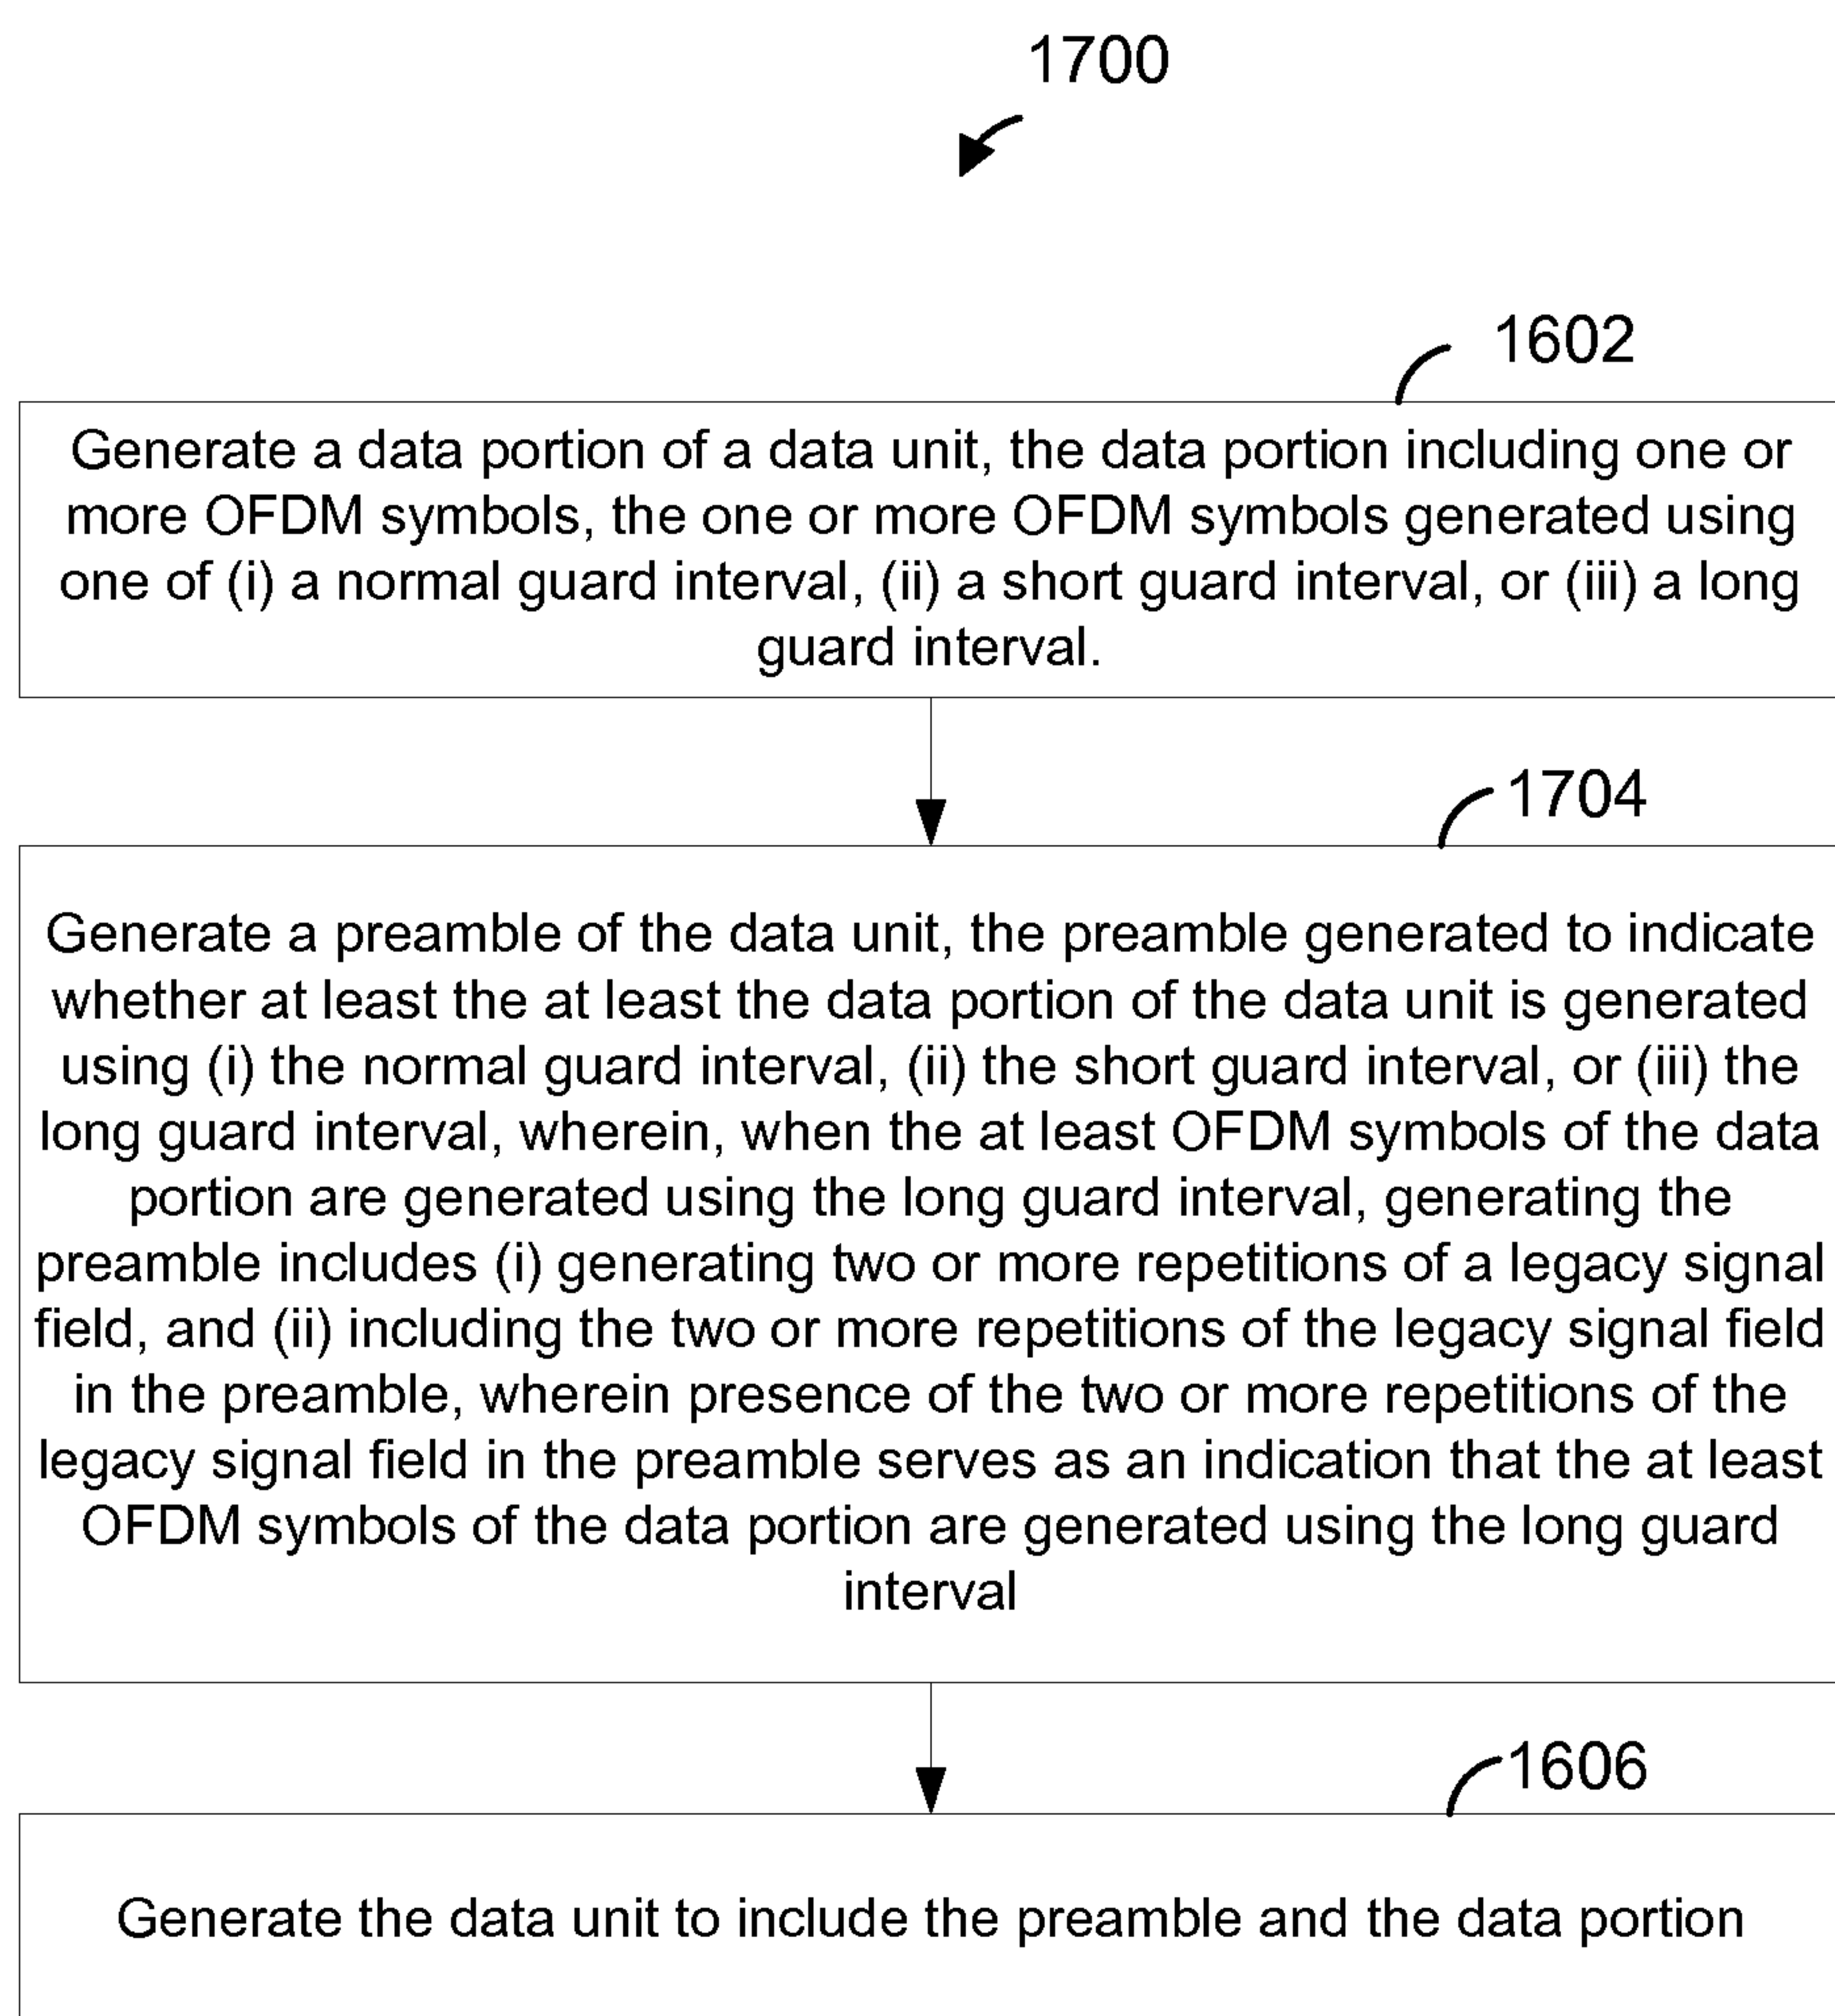 1700
1602
Generate a data portion of a data unit, the data portion including one or
more OFDM symbols, the one or more OFDM symbols generated using
one of (i) a normal guard interval, (ii) a short guard interval, or (iii) a long
guard interval.
1704
Generate a preamble of the data unit, the preamble generated to indicate
whether at least the at least the data portion of the data unit is generated
using (i) the normal guard interval, (ii) the short guard interval, or (iii) the
long guard interval, wherein, when the at least OFDM symbols of the data
portion are generated using the long guard interval, generating the
preamble includes (i) generating two or more repetitions of a legacy signal
field, and (ii) including the two or more repetitions of the legacy signal field
in the preamble, wherein presence of the two or more repetitions of the
legacy signal field in the preamble serves as an indication that the at least
OFDM symbols of the data portion are generated using the long guard
interval
1606
Generate the data unit to include the preamble and the data portion